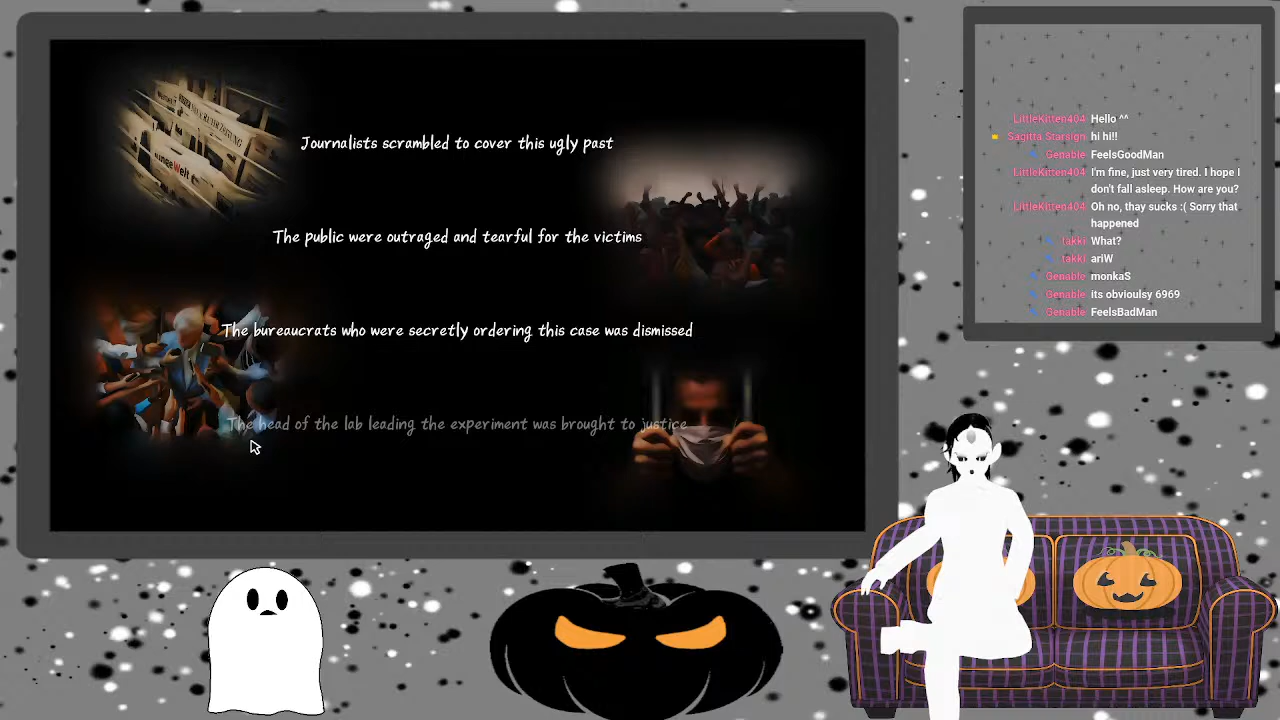 Journalists scrambled to cover this ugly past
The public were outraged and tearful for the victims
The bureaucrats who were secretly ordering this case was dismissed
The head of the lab leading the experiment was brought to justice
LittleKitten404 Hello ^^
Sagitta Starsign hi hi!!
Genable FeelsGoodMan
LittleKitten404 I'm fine, just very tired. I hope I
don't fall asleep. How are you?
LittleKitten404 Oh no, thay sucks :( Sorry that
happened
takki What?
takki ariW
Genable monkaS
Genable its obvioulsy 6969
Genable FeelsBadMan